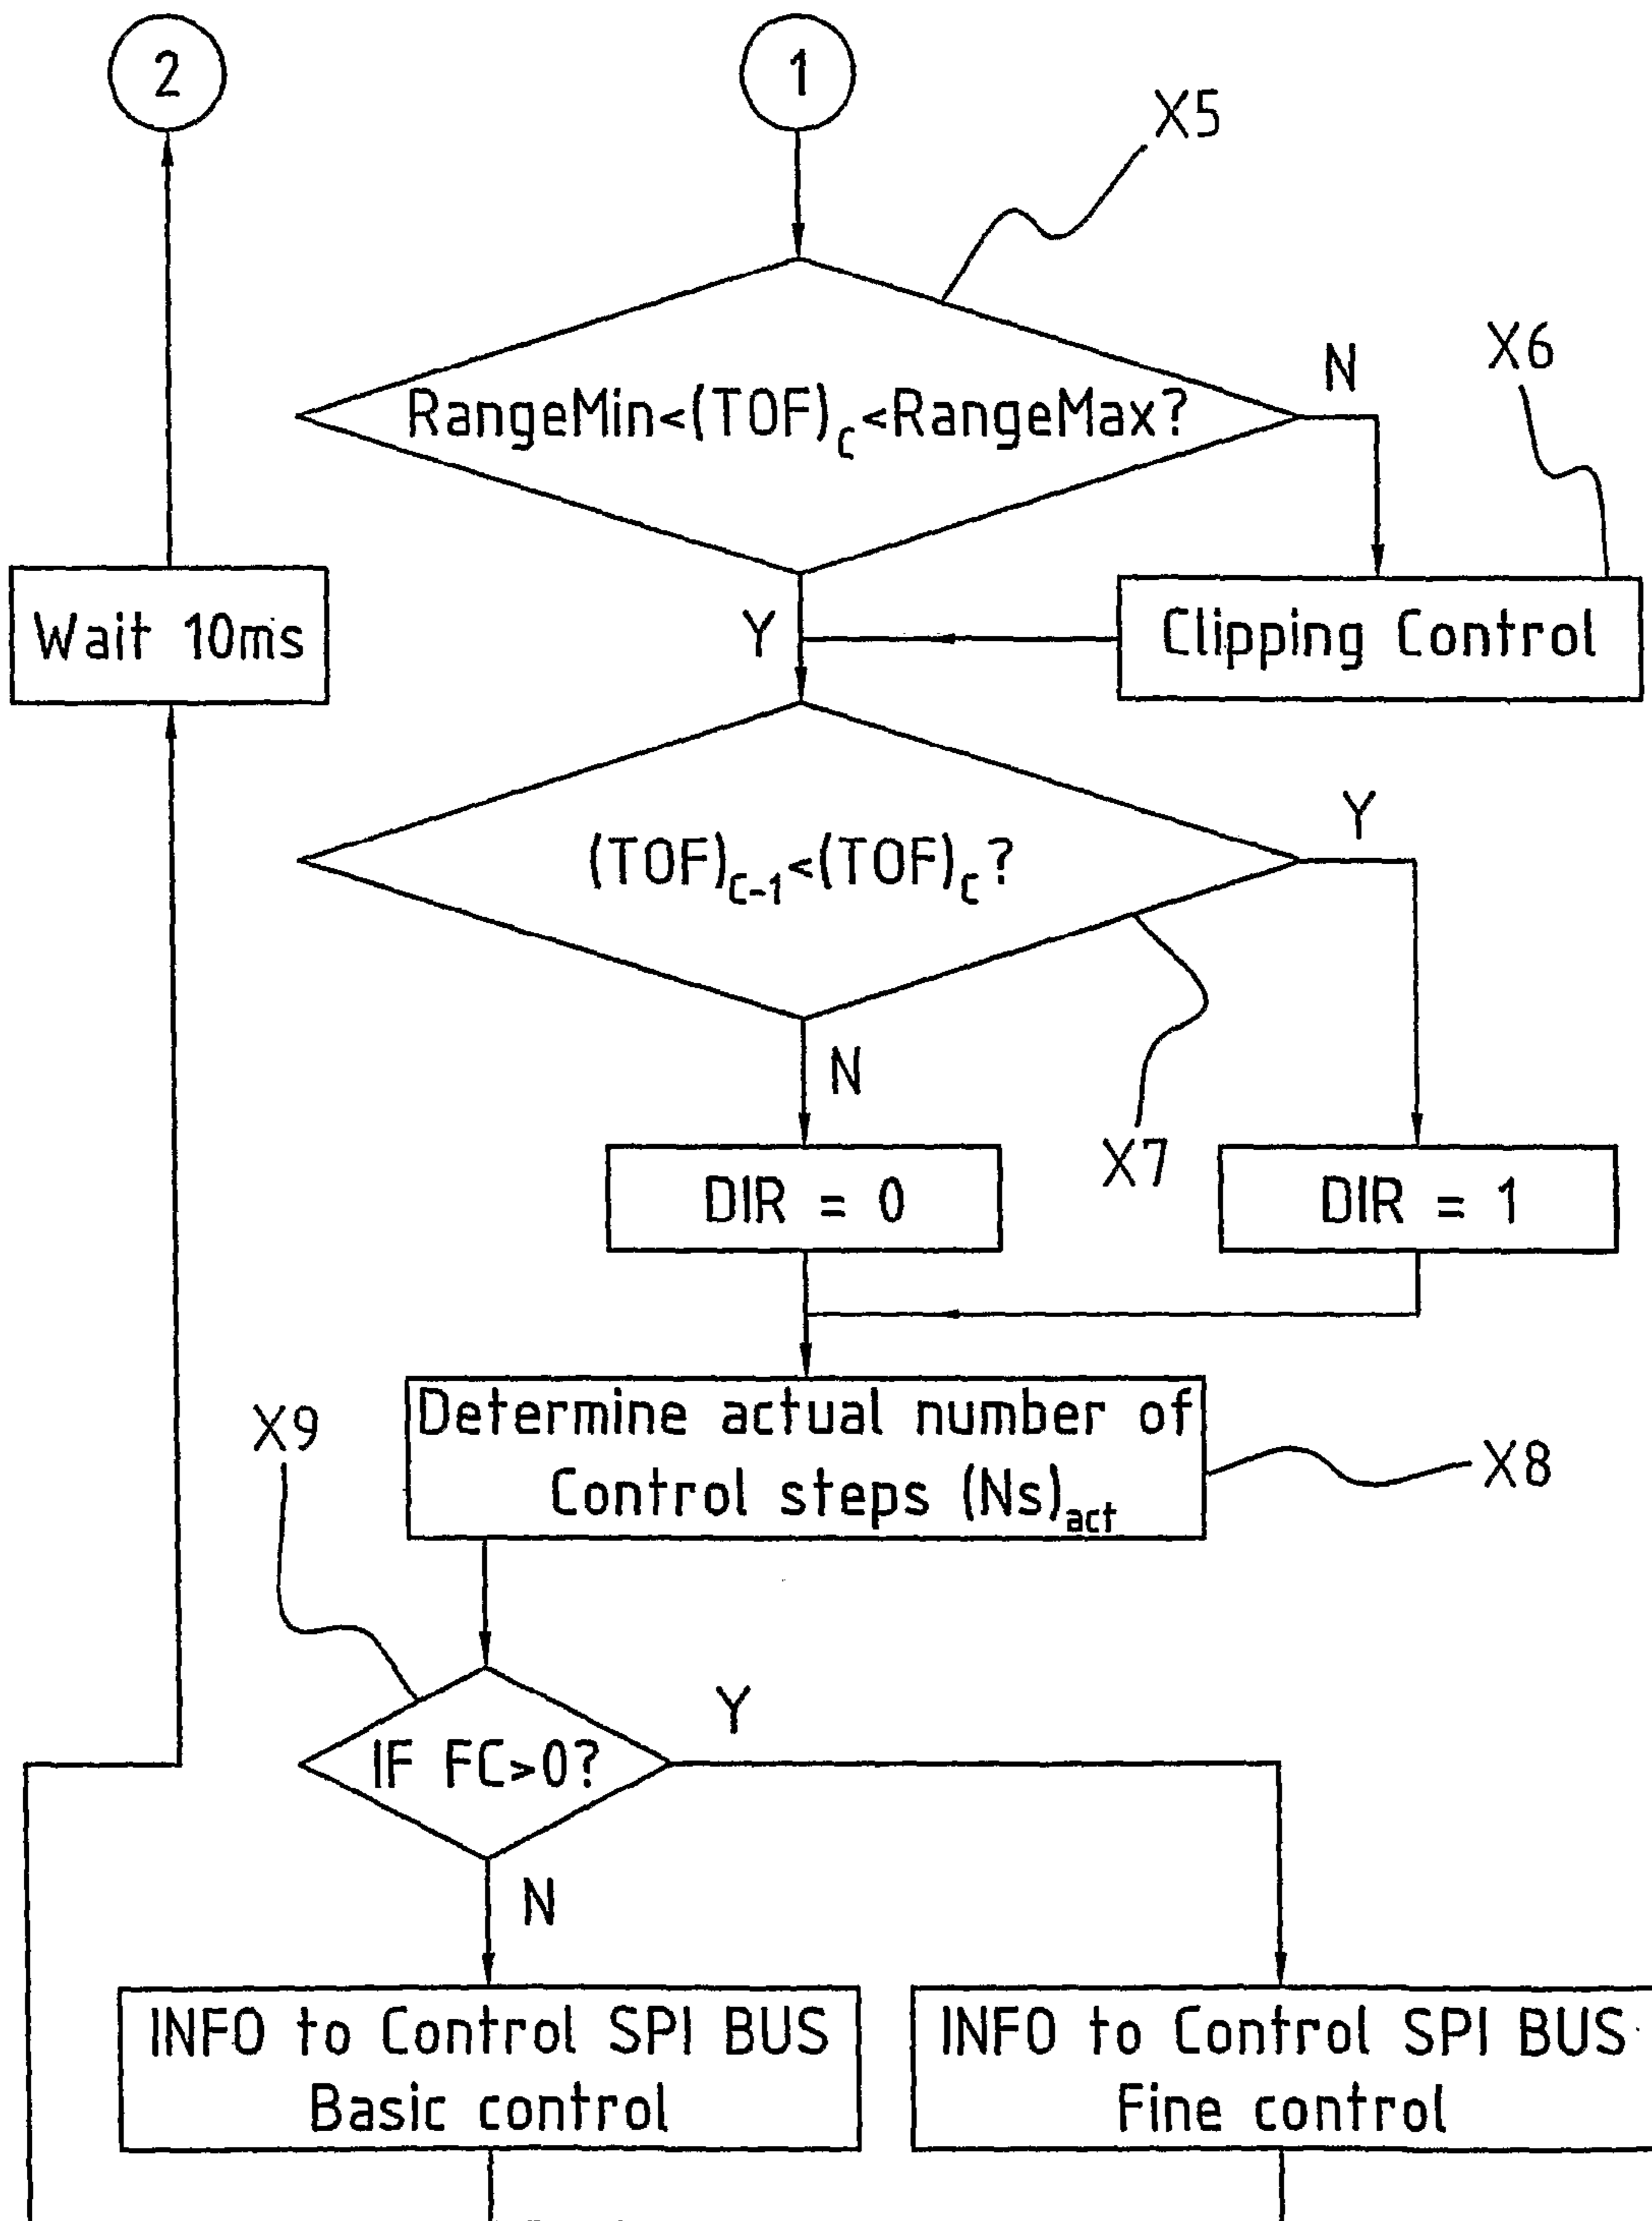 2
1
X5
RangeMin<(TOF)c<RangeMax?
N
X6
Wait 10ms
Y
Clipping Control
(TOF)c-1<(TOF)c?
Y
N
X7
DIR = 0
DIR = 1
X9
Determine actual number of
Control steps (Ns)act
X8
IF FC>0?
Y
N
INFO to Control SPI BUS
Basic control
INFO to Control SPI BUS
Fine control